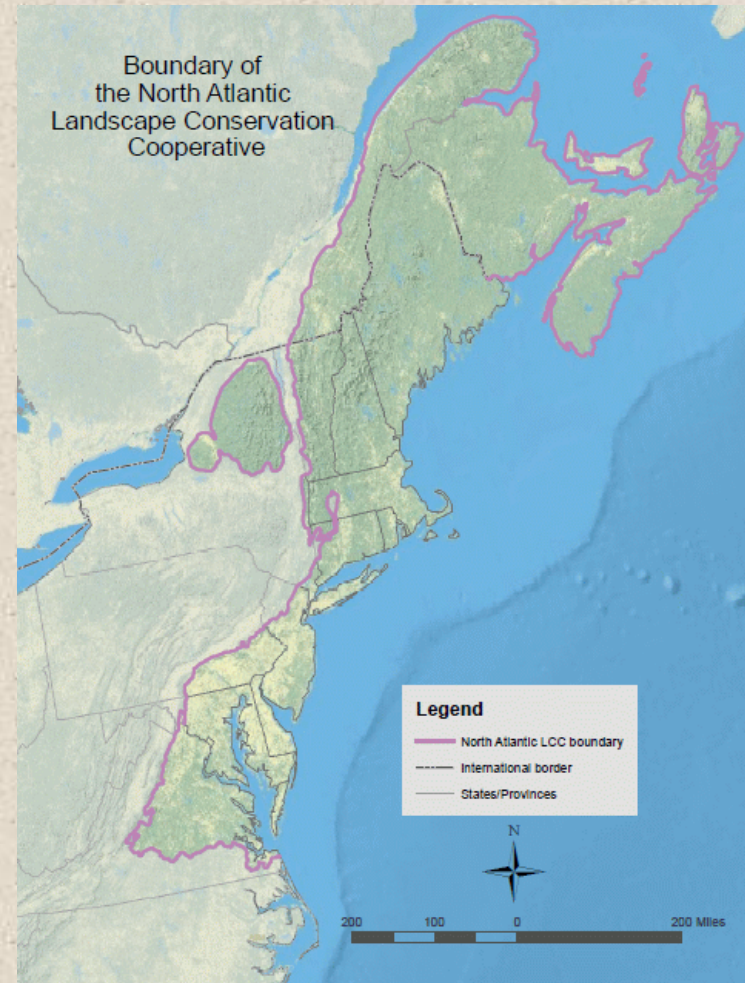 Boundary of
the North Atlantic
Landscape Conservation
Cooperative
Legend
North Atlantic LCC boundary
International border
States/Provinces
N
200 100 0 200 Miles